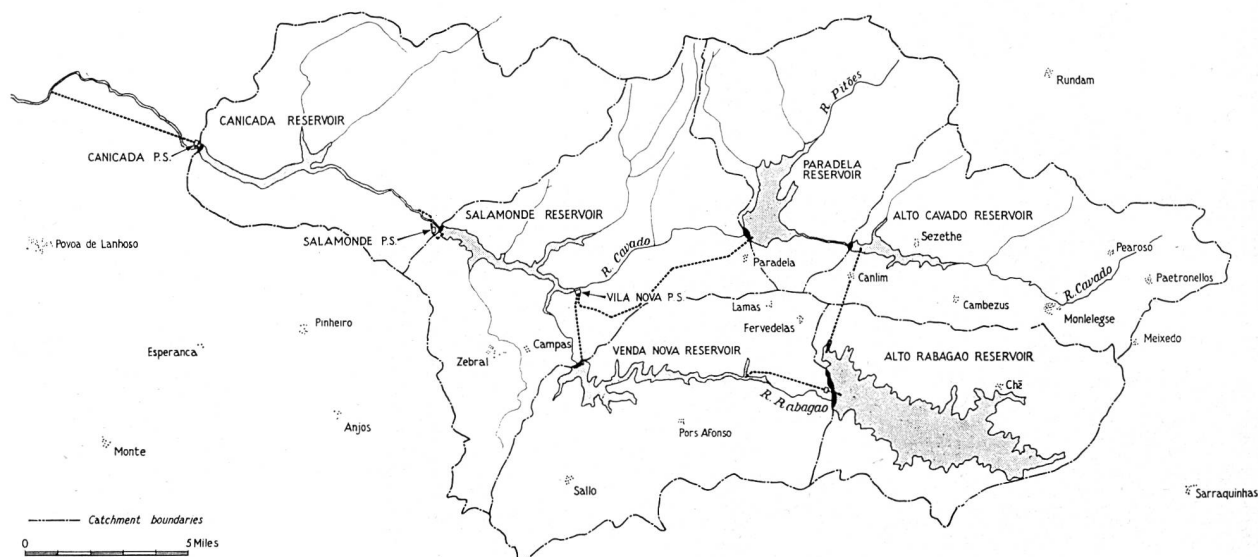 Rundam
R. Pitões
CANICADA RESERVOIR
CANICADA P.S.
PARADELA
RESERVOIR
SALAMONDE RESERVOIR
ALTO CAVADO RESERVOIR
Sezethe
SALAMONDE P.S.
Povoa de Lanhoso
R. Cavado
Pearoso
Paradela
Canlim
R. Cavado
Paetronellos
VILA NOVA P.S.
Lamas
Cambezus
Monlelegse
Pinheiro
Fervedelas
Meixedo
Esperanca
Zebral
Campas
VENDA NOVA RESERVOIR
ALTO RABAGAO RESERVOIR
Chã
R. Rabagao
Anjos
Pors Afonso
Monte
Sallo
Sarraquinhas
Catchment boundaries
0 5 Miles